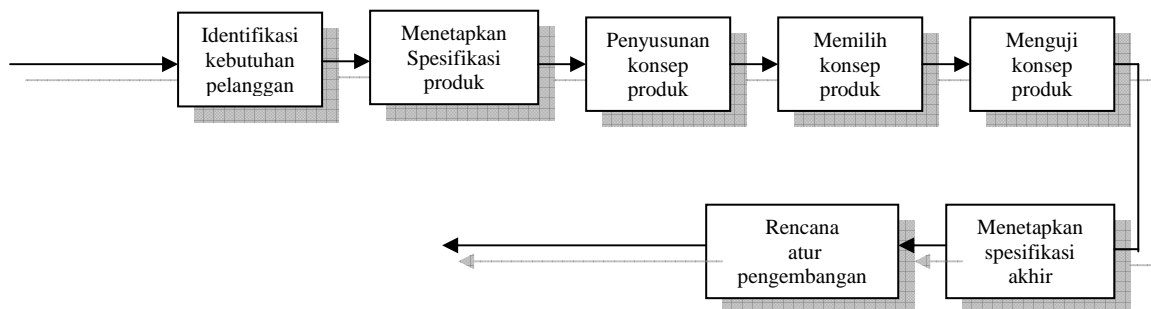 Identifikasi
kebutuhan
pelanggan
Menetapkan
Spesifikasi
produk
Penyusunan
konsep
produk
Memilih
konsep
produk
Menguji
konsep
produk
Menetapkan
spesifikasi
akhir
Rencana
atur
pengembangan